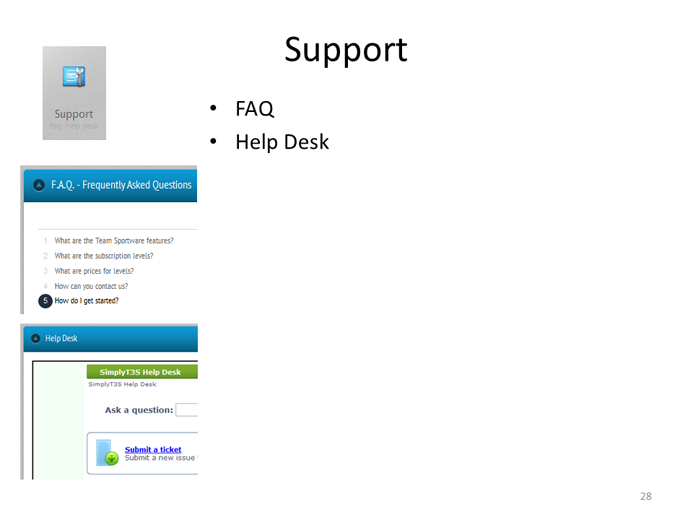 Support
Support
faq, help desk
• FAQ
• Help Desk
F.A.Q. - Frequently Asked Questions
1 What are the Team Sportware features?
2 What are the subscription levels?
3 What are prices for levels?
4 How can you contact us?
5 How do I get started?
Help Desk
SimplyT3S Help Desk
SimplyT3S Help Desk
Ask a question:
Submit a ticket
Submit a new issue
28